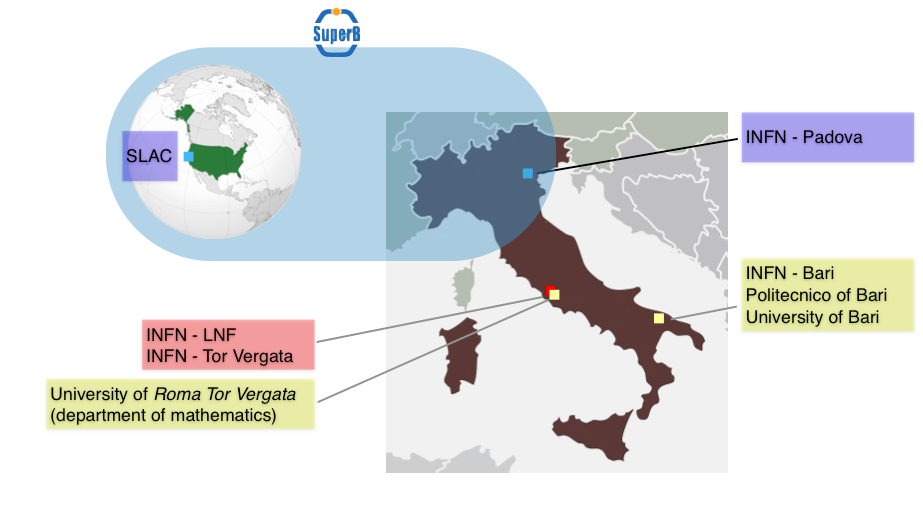 SuperB
SLAC
INFN - Padova
INFN - Bari
Politecnico of Bari
University of Bari
INFN - LNF
INFN - Tor Vergata
University of Roma Tor Vergata
(department of mathematics)